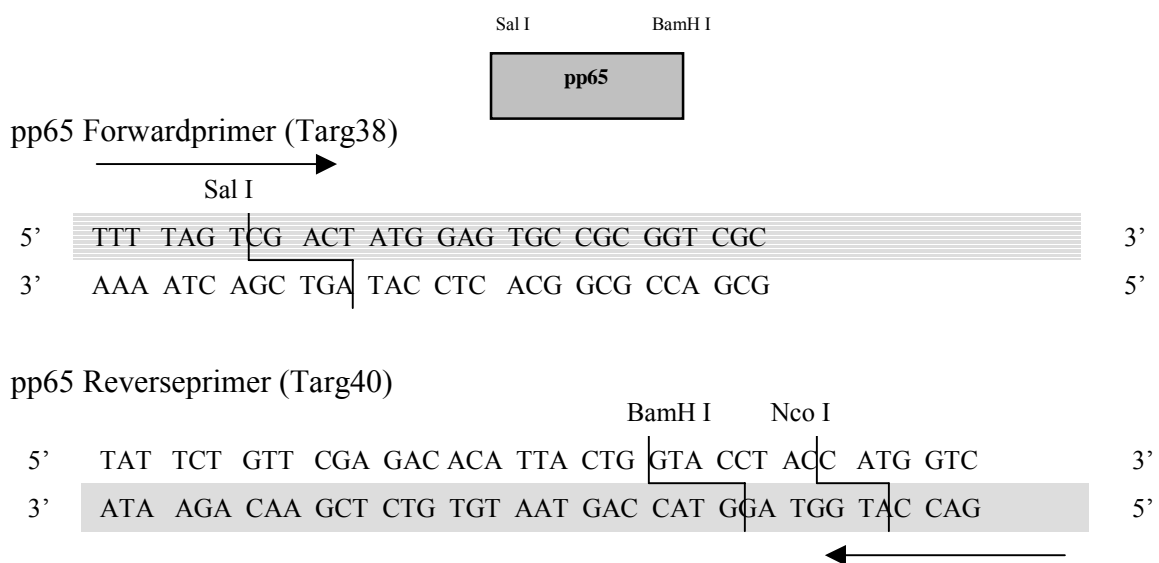 Sal I BamH I
pp65
pp65 Forwardprimer (Targ38)
Sal I
5’ TTT TAG TCG ACT ATG GAG TGC CGC GGT CGC 3’
3’ AAA ATC AGC TGA TAC CTC ACG GCG CCA GCG 5’
pp65 Reverseprimer (Targ40)
BamH I Nco I
5’ TAT TCT GTT CGA GAC ACA TTA CTG GTA CCT ACC ATG GTC 3’
3’ ATA AGA CAA GCT CTG TGT AAT GAC CAT GGA TGG TAC CAG 5’